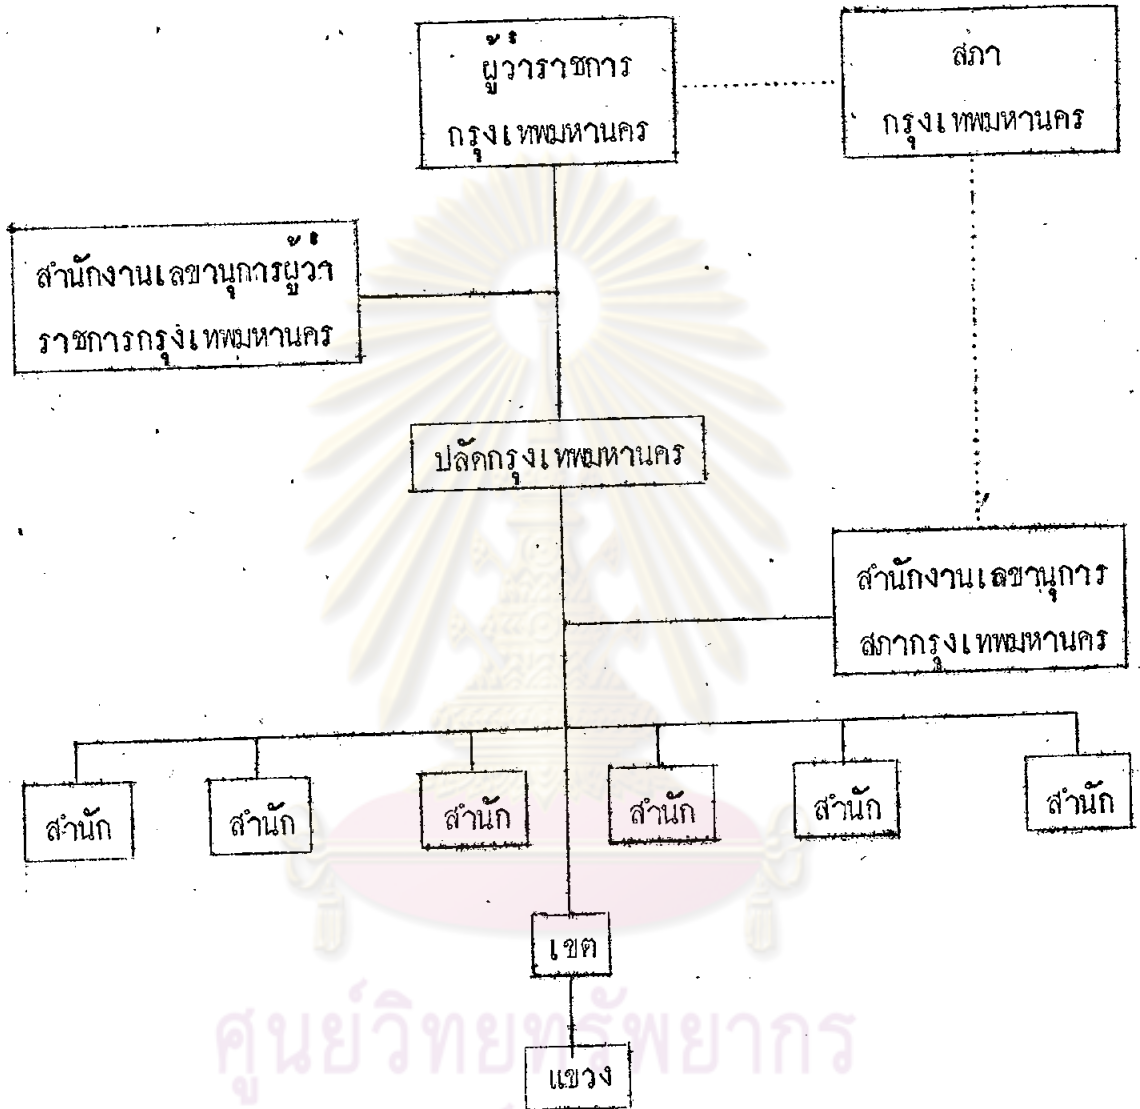 ผู้ว่าราชการ
กรุงเทพมหานคร
สภา
กรุงเทพมหานคร
สำนักงานเลขานุการผู้ว่า
ราชการกรุงเทพมหานคร
ปลัดกรุงเทพมหานคร
สำนักงานเลขานุการ
สภากรุงเทพมหานคร
สำนัก
สำนัก
สำนัก
สำนัก
สำนัก
สำนัก
เขต
แขวง
ศูนย์วิทยทรัพยากร